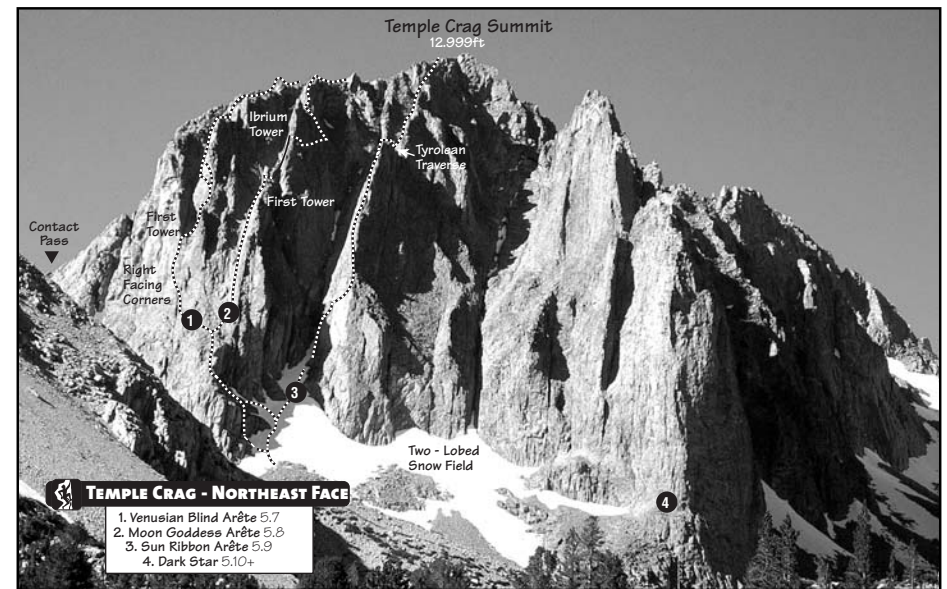 Temple Crag Summit
12.999ft
Ibrium
Tower
Tyrolean
Traverse
First Tower
First
Tower
Contact
Pass
Right
Facing
Corners
1
2
3
Two - Lobed
Snow Field
4
TEMPLE CRAG - NORTHEAST FACE
1. Venusian Blind Arête 5.7
2. Moon Goddess Arête 5.8
3. Sun Ribbon Arête 5.9
4. Dark Star 5.10+